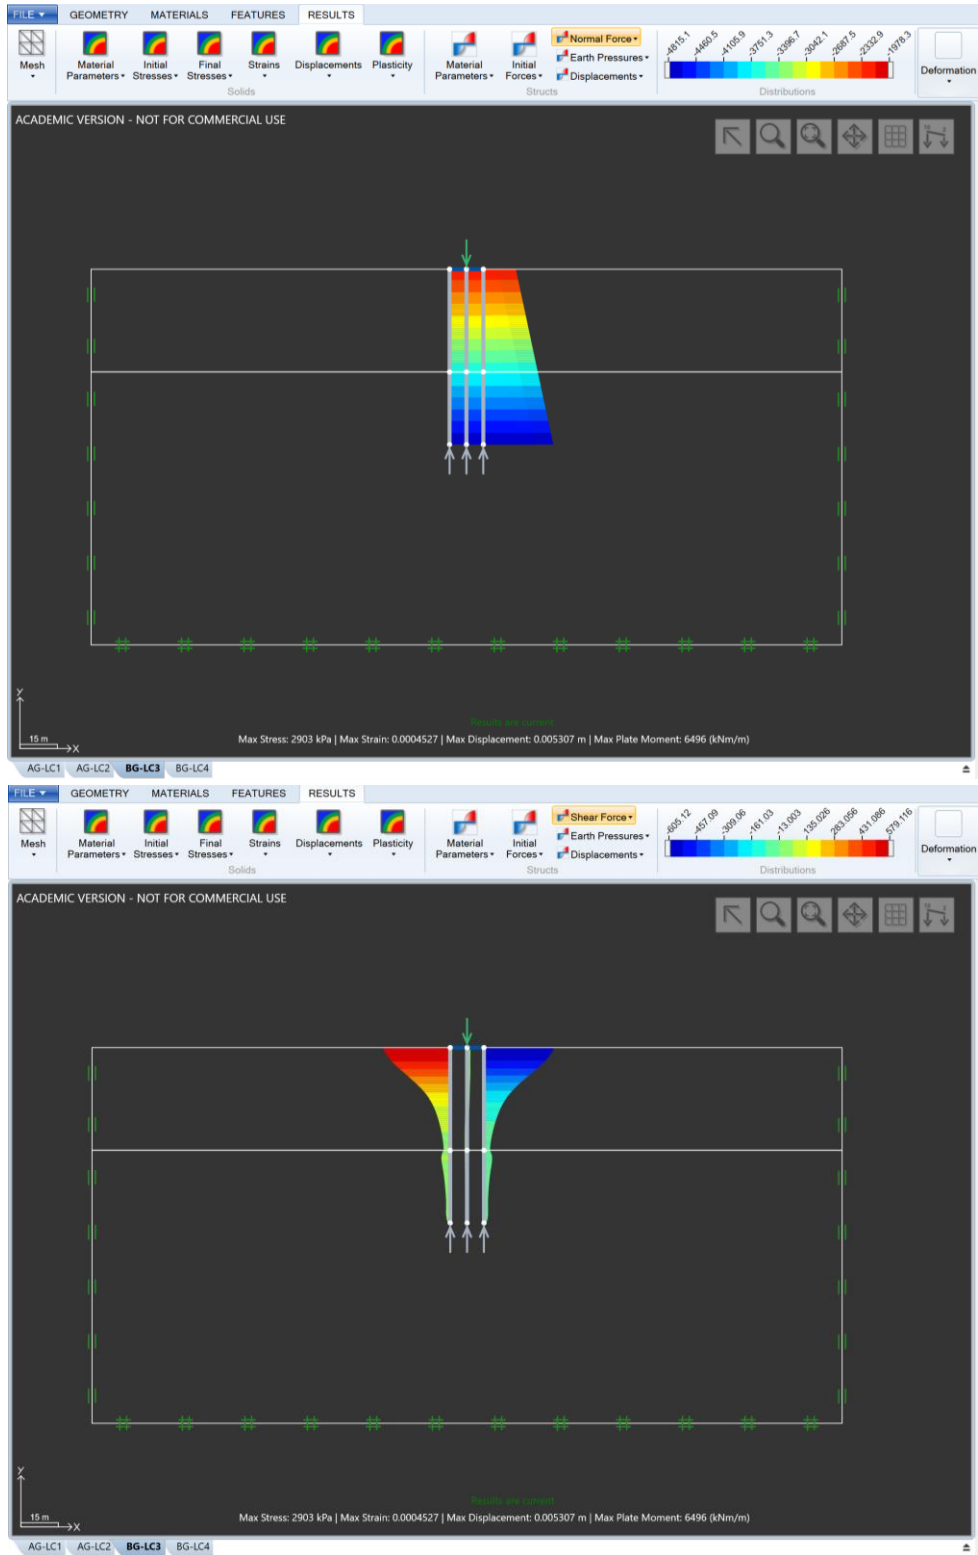 FILE GEOMETRY MATERIALS FEATURES RESULTS
Mesh Material Parameters Initial Stresses Final Stresses Strains Displacements Plasticity
Solids
Material Parameters Initial Forces Normal Force
Earth Pressures
Displacements
Structs
-4815.1 -4460.5 -4105.9 -3751.3 -3396.7 -3042.1 -2687.5 -2332.9 -1978.3
Distributions
Deformation
ACADEMIC VERSION - NOT FOR COMMERCIAL USE
Y
15 m
X
Results are current
Max Stress: 2903 kPa | Max Strain: 0.0004527 | Max Displacement: 0.005307 m | Max Plate Moment: 6496 (kNm/m)
AG-LC1 AG-LC2 BG-LC3 BG-LC4
FILE GEOMETRY MATERIALS FEATURES RESULTS
Mesh Material Parameters Initial Stresses Final Stresses Strains Displacements Plasticity
Solids
Material Parameters Initial Forces Shear Force
Earth Pressures
Displacements
Structs
-605.12 -457.09 -309.06 -161.03 -13.003 135.026 283.056 431.086 579.116
Distributions
Deformation
ACADEMIC VERSION - NOT FOR COMMERCIAL USE
Y
15 m
X
Results are current
Max Stress: 2903 kPa | Max Strain: 0.0004527 | Max Displacement: 0.005307 m | Max Plate Moment: 6496 (kNm/m)
AG-LC1 AG-LC2 BG-LC3 BG-LC4